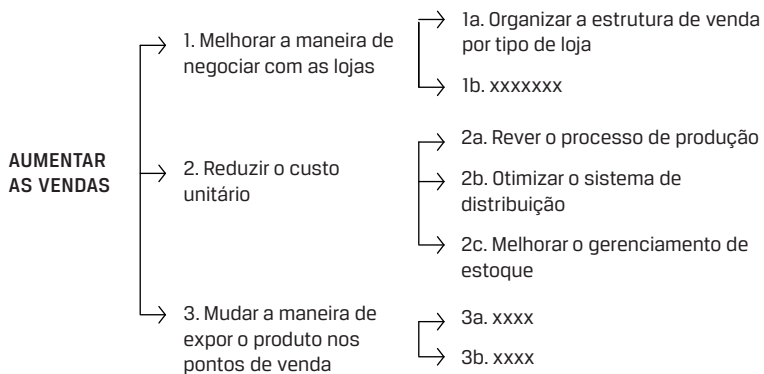 AUMENTAR
AS VENDAS
1. Melhorar a maneira de
negociar com as lojas
1a. Organizar a estrutura de venda
por tipo de loja
1b. xxxxxxx
2. Reduzir o custo
unitário
2a. Rever o processo de produção
2b. Otimizar o sistema de
distribuição
2c. Melhorar o gerenciamento de
estoque
3. Mudar a maneira de
expor o produto nos
pontos de venda
3a. xxxx
3b. xxxx